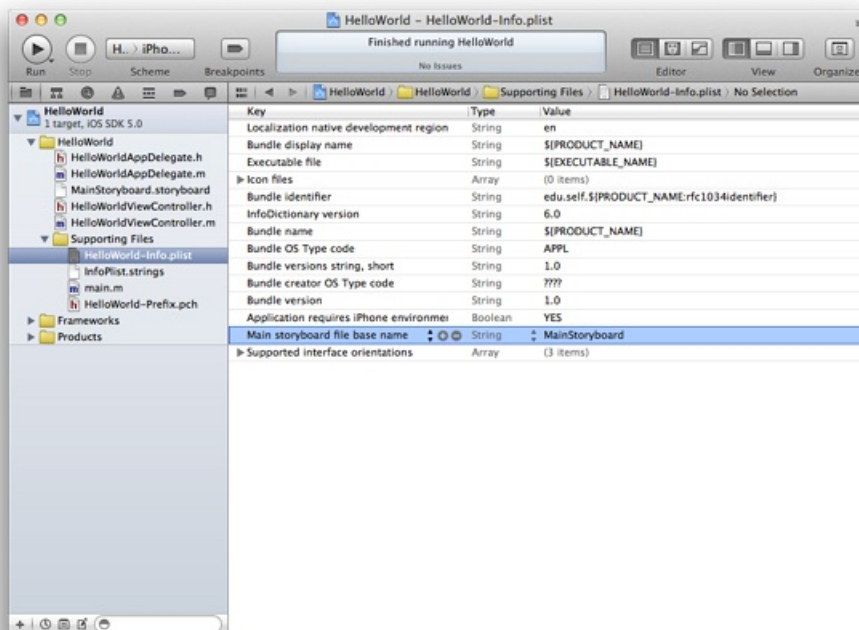 HelloWorld – HelloWorld-Info.plist
H.. › iPho...
Finished running HelloWorld
No Issues
Run Stop Scheme Breakpoints Editor View Organize
HelloWorld › HelloWorld › Supporting Files › HelloWorld-Info.plist › No Selection
HelloWorld
1 target, iOS SDK 5.0
HelloWorld
HelloWorldAppDelegate.h
HelloWorldAppDelegate.m
MainStoryboard.storyboard
HelloWorldViewController.h
HelloWorldViewController.m
Supporting Files
HelloWorld-Info.plist
InfoPlist.strings
main.m
HelloWorld-Prefix.pch
Frameworks
Products
Key Type Value
Localization native development region String en
Bundle display name String ${PRODUCT_NAME}
Executable file String ${EXECUTABLE_NAME}
Icon files Array (0 items)
Bundle identifier String edu.self.${PRODUCT_NAME:rfc1034identifier}
InfoDictionary version String 6.0
Bundle name String ${PRODUCT_NAME}
Bundle OS Type code String APPL
Bundle versions string, short String 1.0
Bundle creator OS Type code String ????
Bundle version String 1.0
Application requires iPhone environmer Boolean YES
Main storyboard file base name String MainStoryboard
Supported interface orientations Array (3 items)